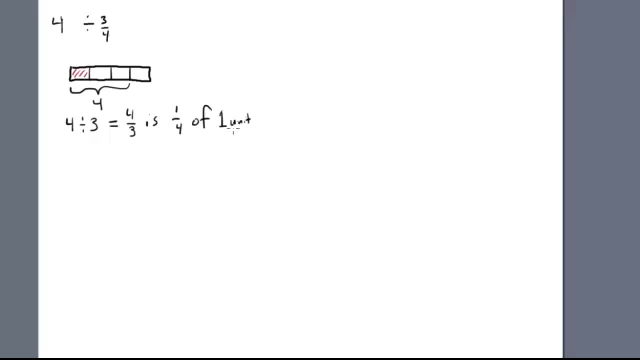 4 ÷ 3/4
4
4 ÷ 3 = 4/3 is 1/4 of 1 unit